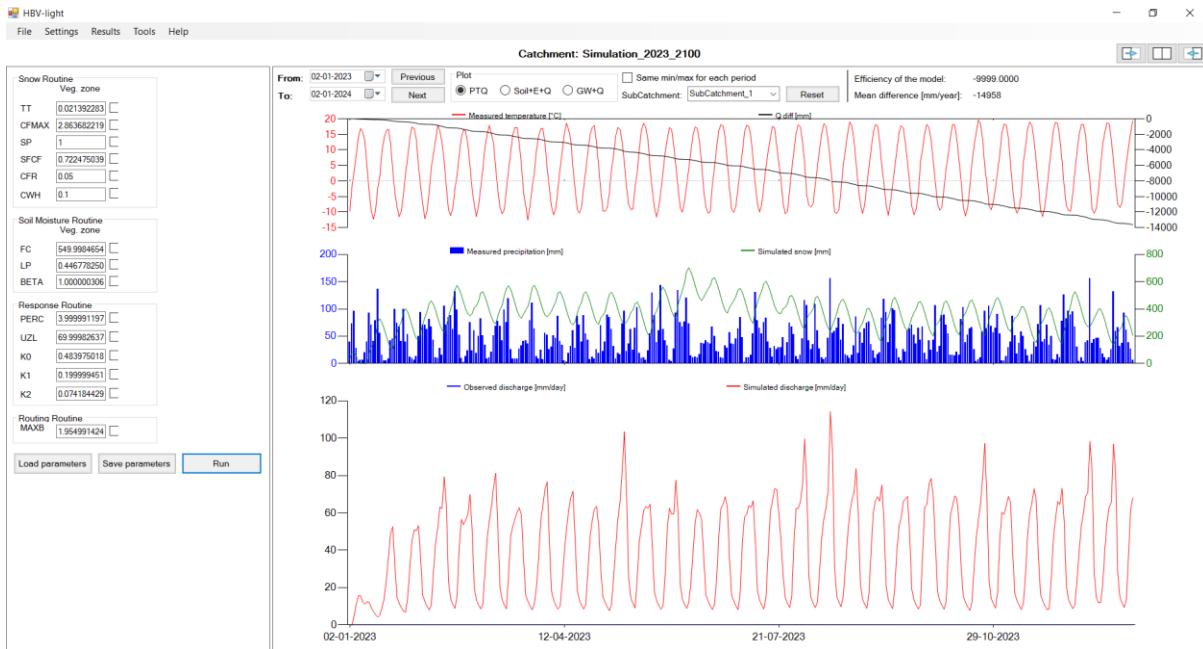 HBV-light
File Settings Results Tools Help
Catchment: Simulation_2023_2100
Snow Routine
Veg. zone
TT 0.021392283
CFMAX 2.863682219
SP 1
SFCF 0.722475039
CFR 0.05
CWH 0.1
Soil Moisture Routine
Veg. zone
FC 549.9984654
LP 0.446778250
BETA 1.000000306
Response Routine
PERC 3.999991197
UZL 69.99982637
K0 0.483975018
K1 0.199999451
K2 0.074184429
Routing Routine
MAXB 1.954991424
Load parameters Save parameters Run
From: 02-01-2023 Previous
To: 02-01-2024 Next
Plot
PTQ Soil+E+Q GW+Q
Same min/max for each period
SubCatchment: SubCatchment_1 Reset
Efficiency of the model: -9999.0000
Mean difference [mm/year]: -14958
Measured temperature [°C] Q diff [mm]
20 0
15 -2000
10 -4000
5 -6000
0 -8000
-5 -10000
-10 -12000
-15 -14000
Measured precipitation [mm] Simulated snow [mm]
200 800
150 600
100 400
50 200
0 0
Observed discharge [mm/day] Simulated discharge [mm/day]
120
100
80
60
40
20
0
02-01-2023 12-04-2023 21-07-2023 29-10-2023